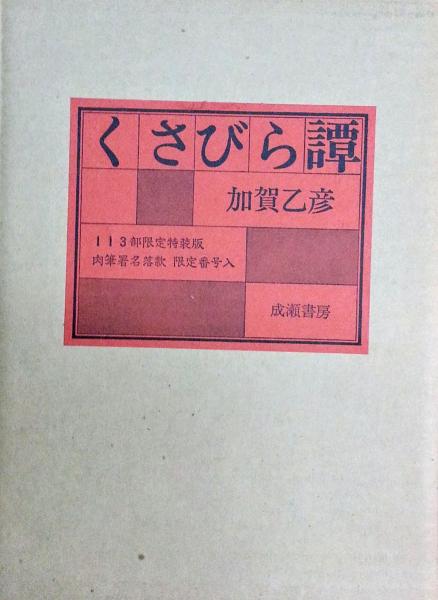 くさびら譚
加賀乙彦
113部限定特装版
肉筆署名落款 限定番号入
成瀬書房